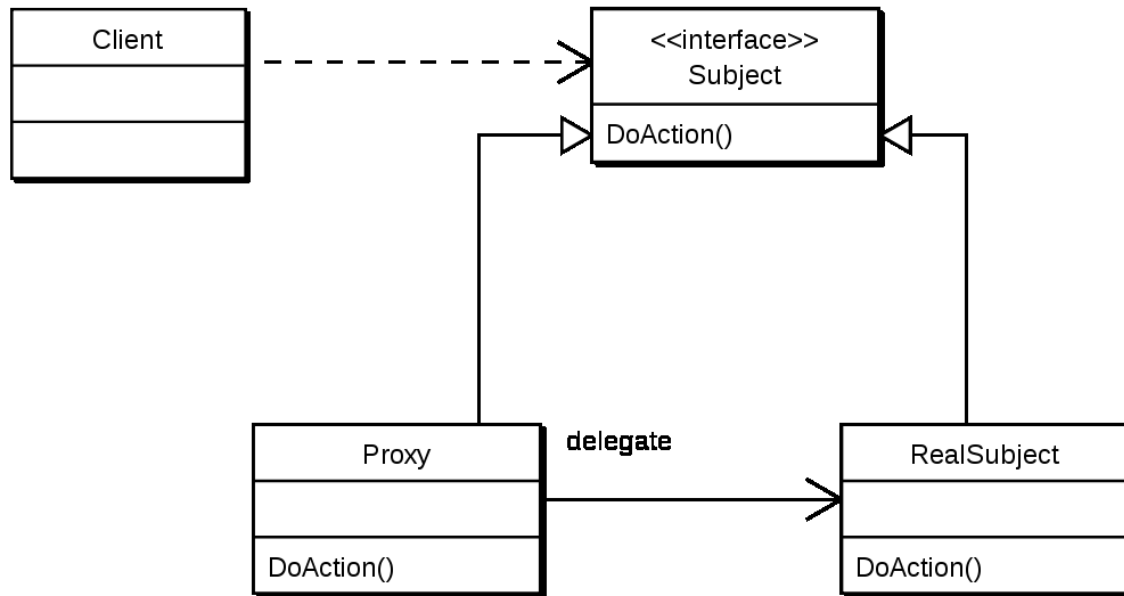 Client
<<interface>>
Subject
DoAction()
Proxy
DoAction()
delegate
RealSubject
DoAction()